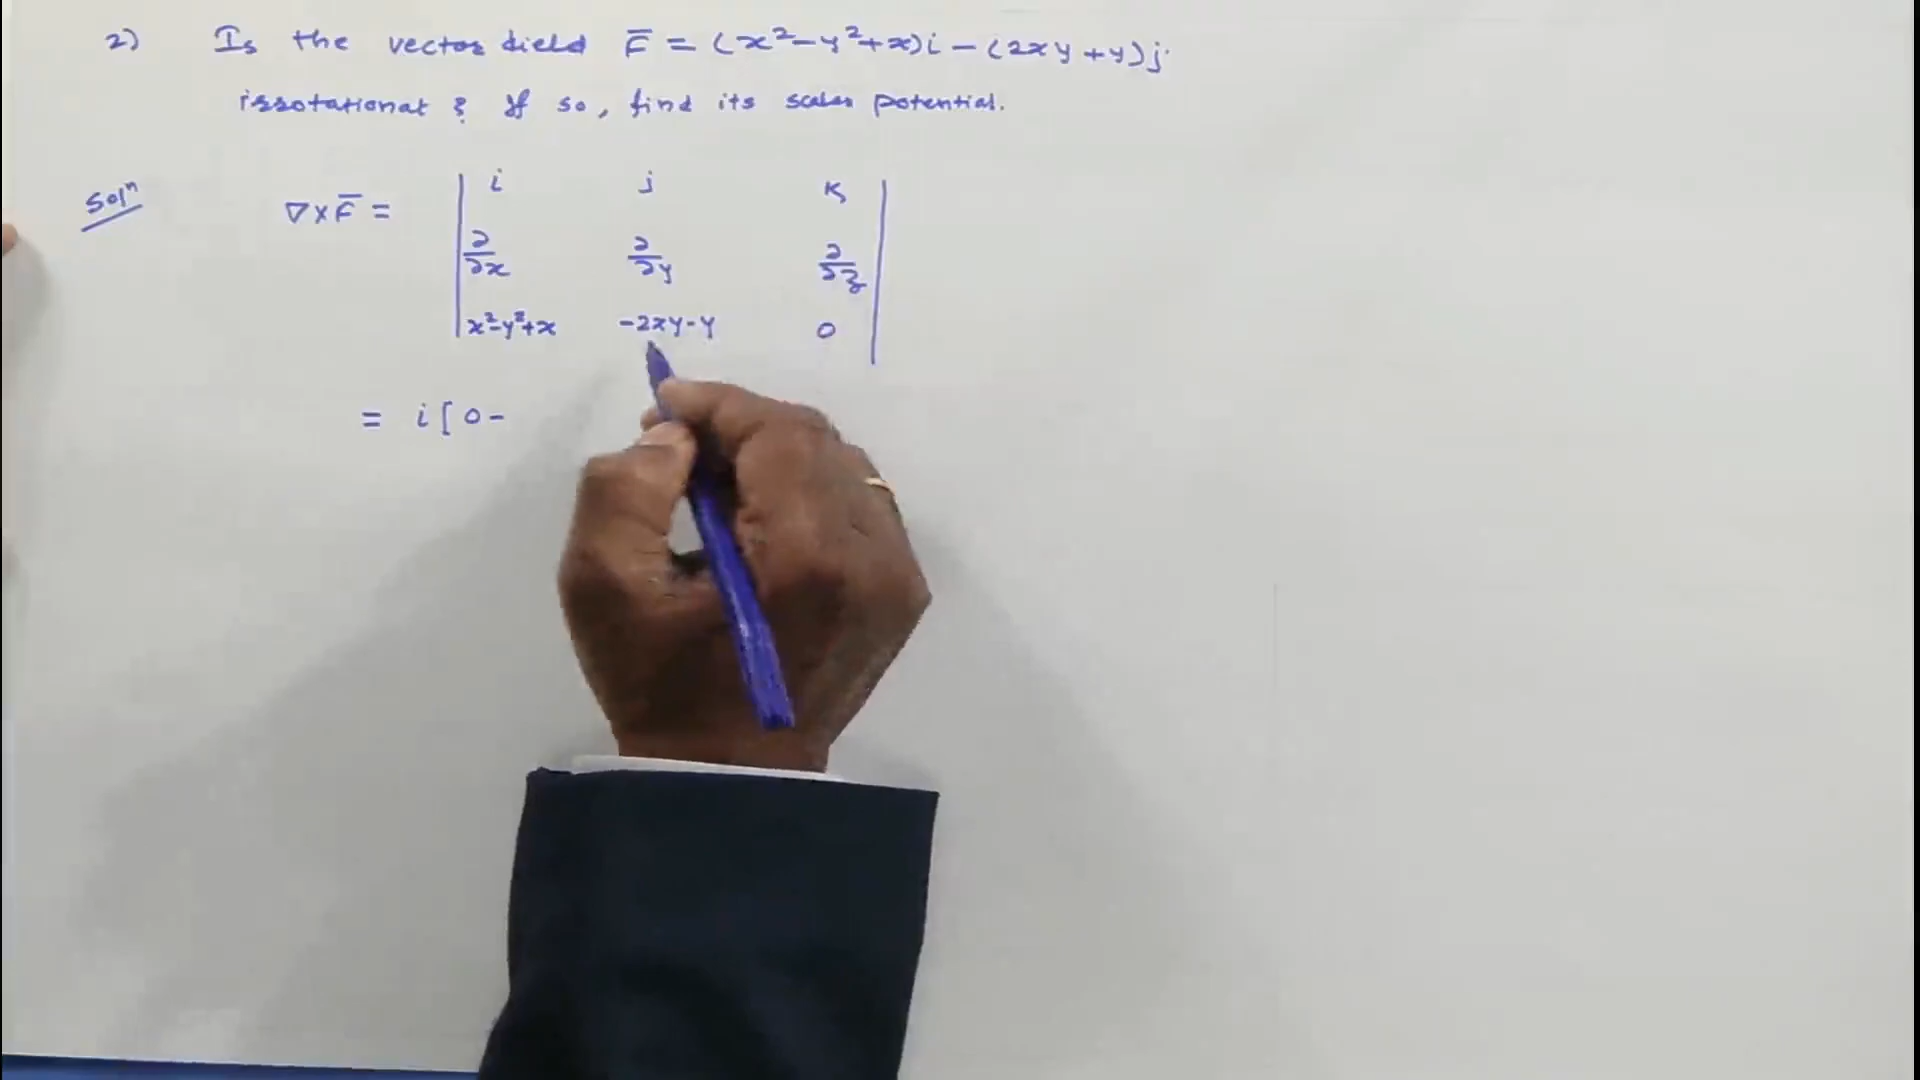 2) Is the vector field F̅ = (x²-y²+x)i - (2xy+y)j.
irrotational? If so, find its scalar potential.
Solⁿ ∇×F̅ = | i j k |
| ∂/∂x ∂/∂y ∂/∂z |
| x²-y²+x -2xy-y 0 |
= i[0-